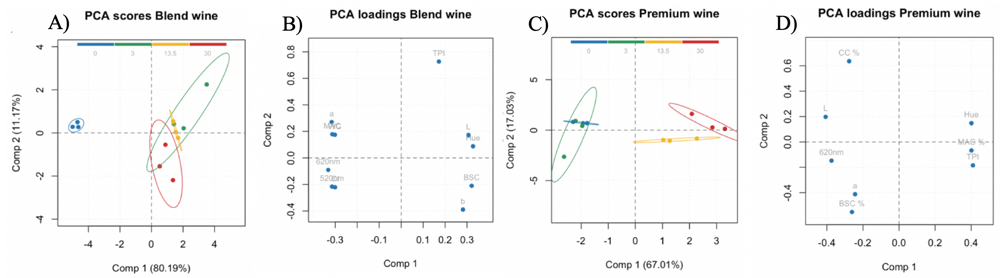 A)
PCA scores Blend wine
0 3 13.5 30
4
2
0
-2
-4
Comp 2 (11.17%)
-4 -2 0 2 4
Comp 1 (80.19%)
B)
PCA loadings Blend wine
0.8
0.6
0.4
0.2
0.0
-0.2
-0.4
Comp 2
TPI
a
L
Hue
620nm
BSC
b
-0.3 -0.1 0.1 0.3
Comp 1
C)
PCA scores Premium wine
0 3 13.5 30
5
0
-5
Comp 2 (17.03%)
-2 -1 0 1 2 3
Comp 1 (67.01%)
D)
PCA loadings Premium wine
0.6
0.4
0.2
0.0
-0.4
Comp 2
CC %
L
Hue
MAC %
620nm
TPI
a
BSC %
-0.4 -0.2 0.0 0.2 0.4
Comp 1